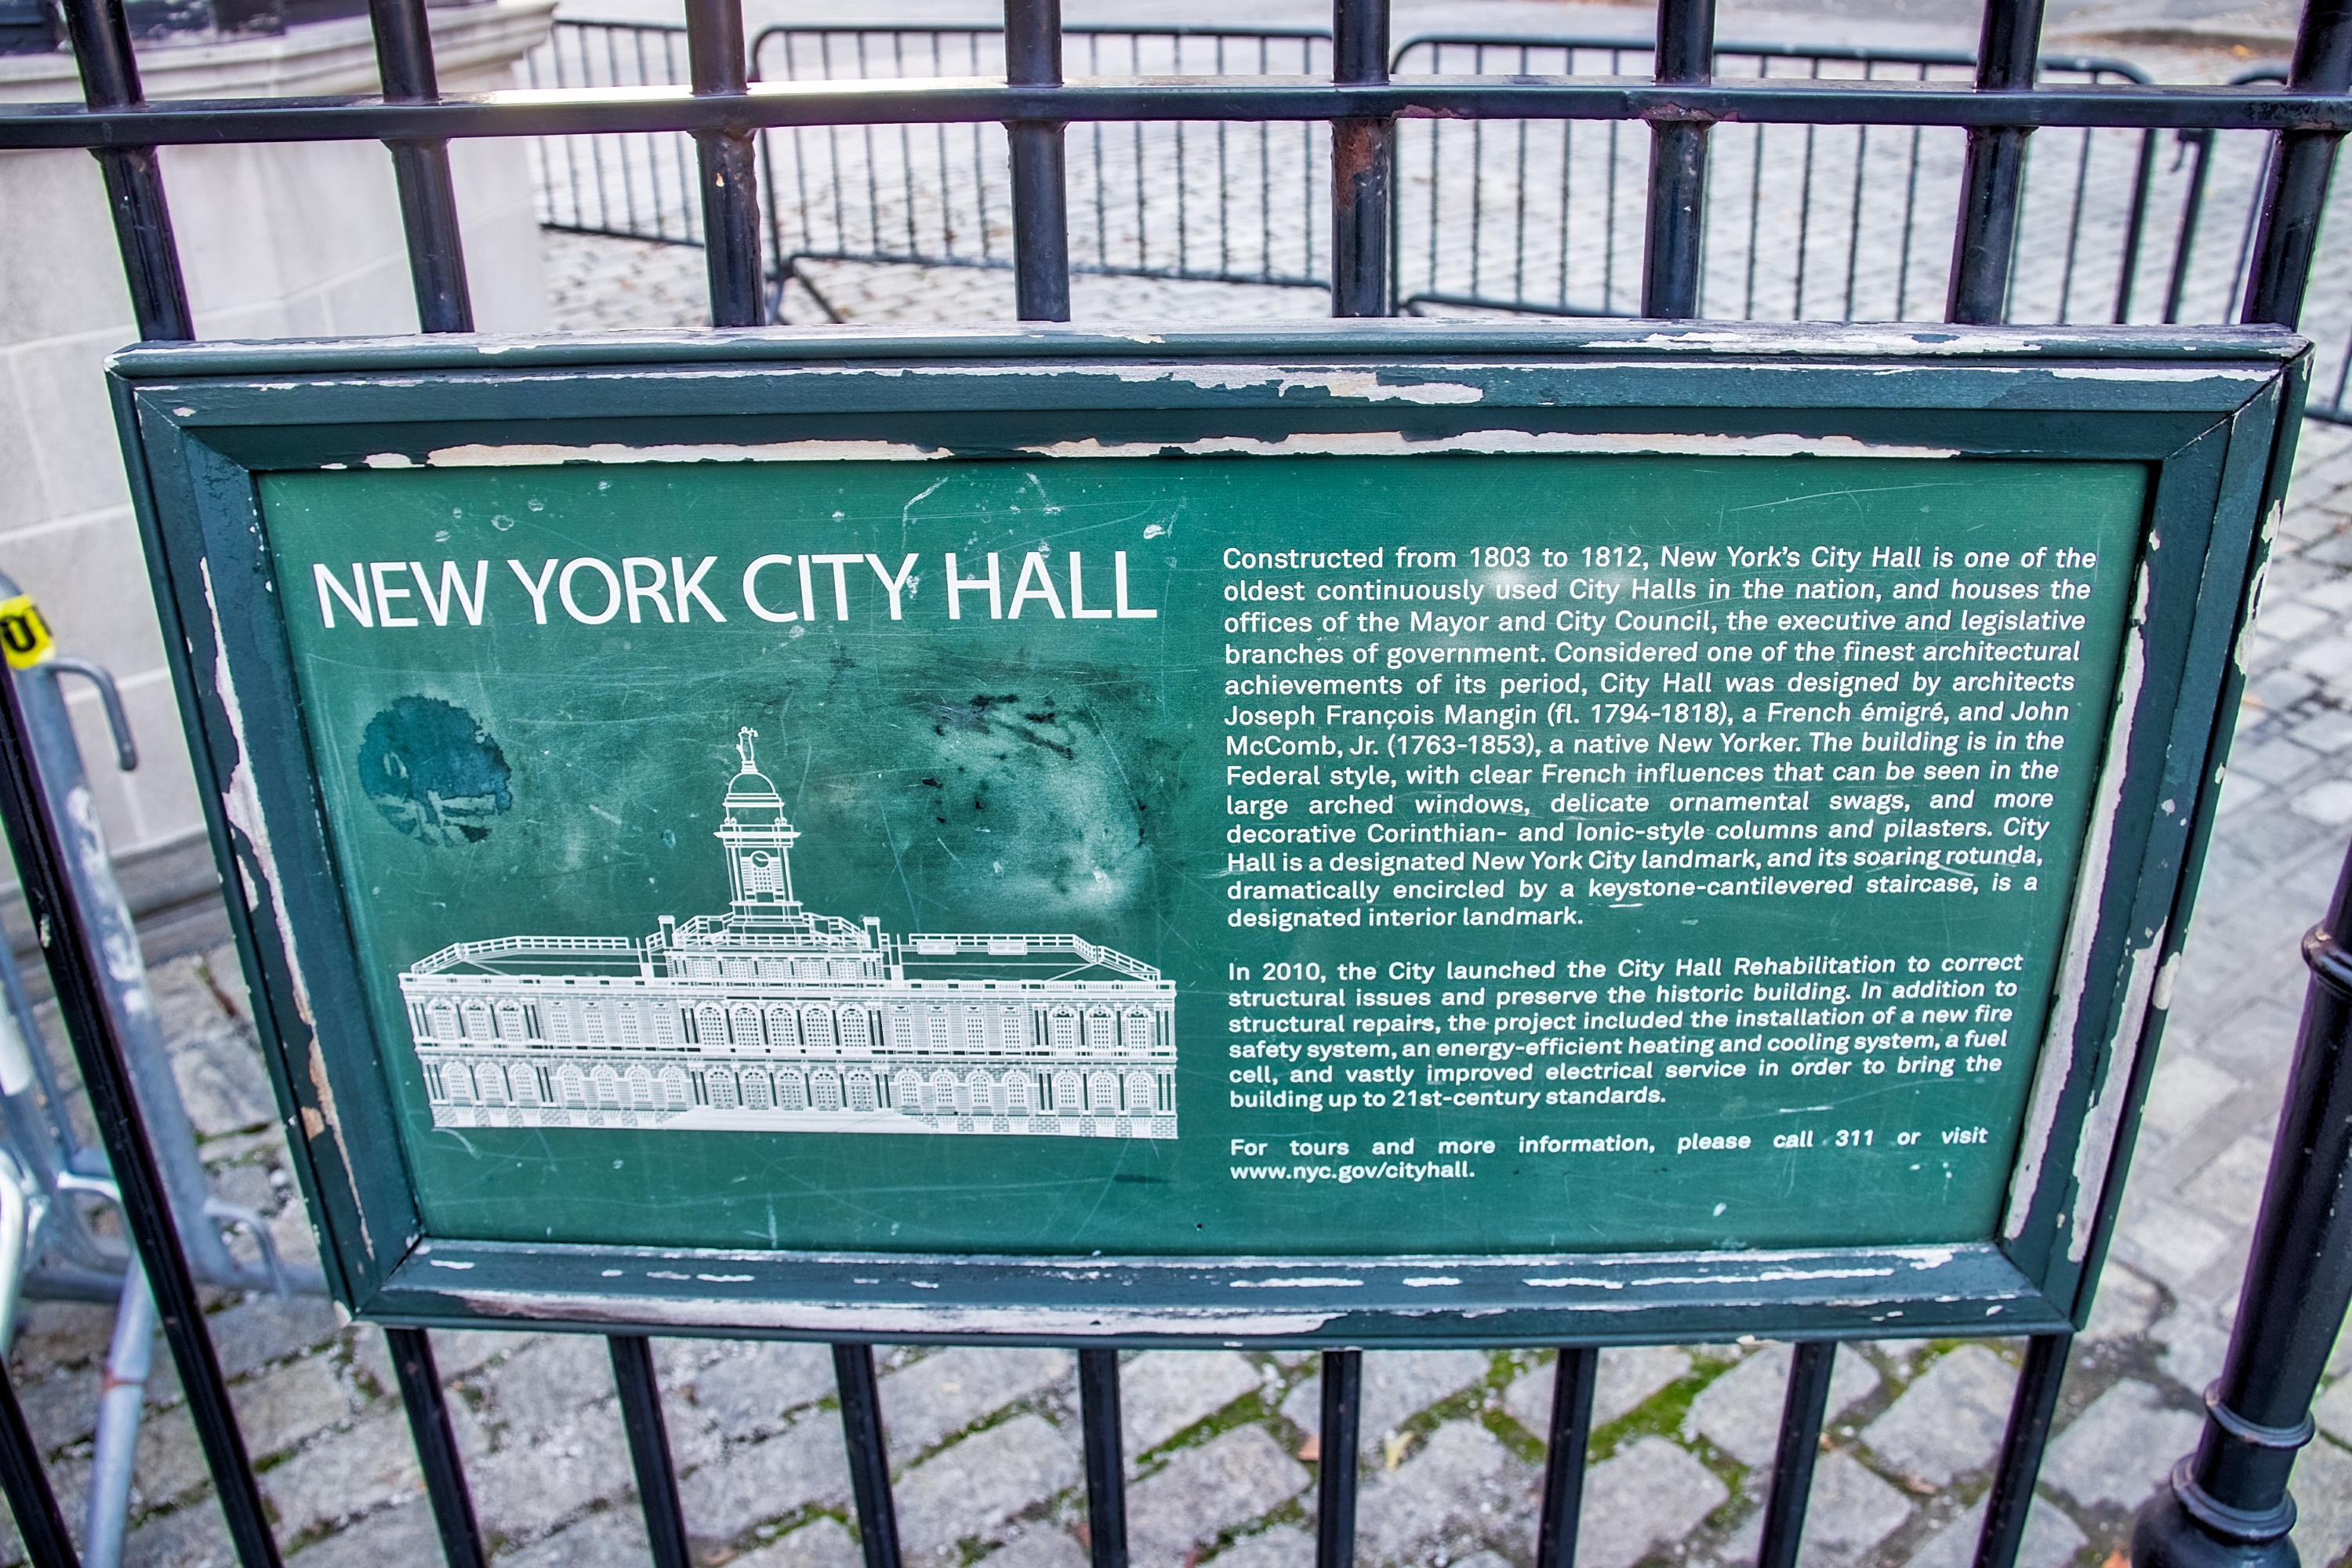 NEW YORK CITY HALL
Constructed from 1803 to 1812, New York's City Hall is one of the
oldest continuously used City Halls in the nation, and houses the
offices of the Mayor and City Council, the executive and legislative
branches of government. Considered one of the finest architectural
achievements of its period, City Hall was designed by architects
Joseph François Mangin (fl. 1794-1818), a French émigré, and John
McComb, Jr. (1763-1853), a native New Yorker. The building is in the
Federal style, with clear French influences that can be seen in the
large arched windows, delicate ornamental swags, and more
decorative Corinthian- and Ionic-style columns and pilasters. City
Hall is a designated New York City landmark, and its soaring rotunda,
dramatically encircled by a keystone-cantilevered staircase, is a
designated interior landmark.
In 2010, the City launched the City Hall Rehabilitation to correct
structural issues and preserve the historic building. In addition to
structural repairs, the project included the installation of a new fire
safety system, an energy-efficient heating and cooling system, a fuel
cell, and vastly improved electrical service in order to bring the
building up to 21st-century standards.
For tours and more information, please call 311 or visit
www.nyc.gov/cityhall.